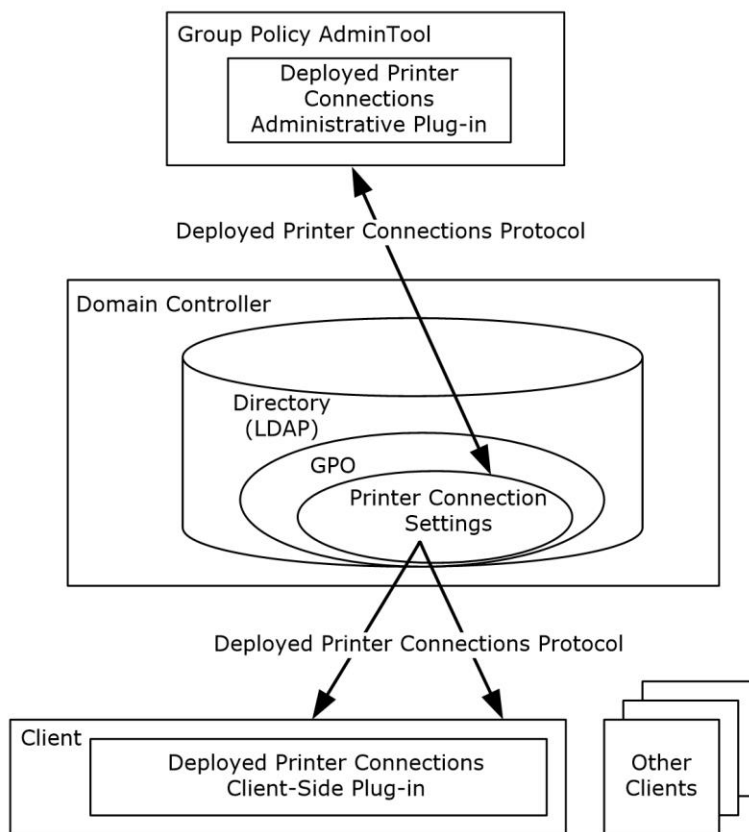 Group Policy AdminTool
Deployed Printer
Connections
Administrative Plug-in
Deployed Printer Connections Protocol
Domain Controller
Directory
(LDAP)
GPO
Printer Connection
Settings
Deployed Printer Connections Protocol
Client
Deployed Printer Connections
Client-Side Plug-in
Other
Clients